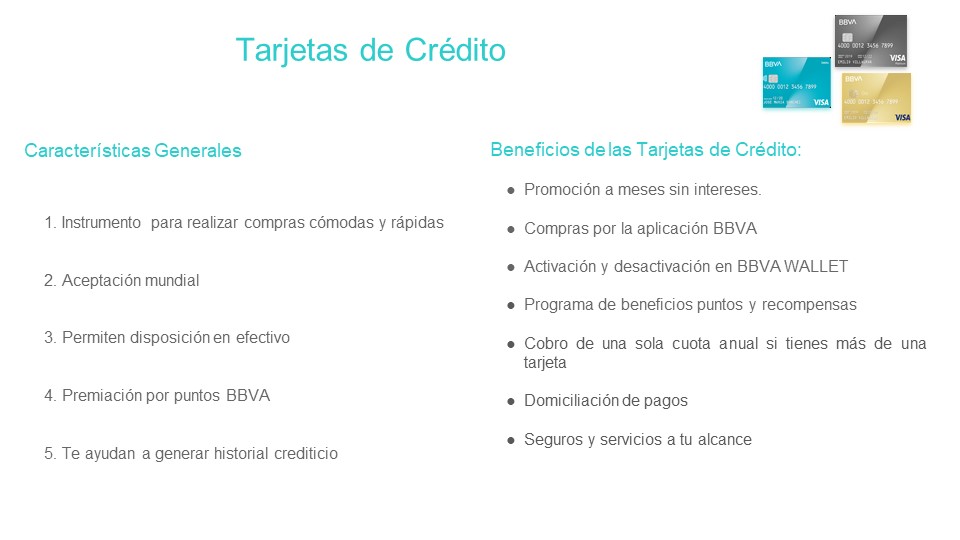 Tarjetas de Crédito
BBVA
4000 0012 3456 7899
VISA
BBVA
4000 0012 3456 7899
VISA
BBVA
4000 0012 3456 7899
VISA
Características Generales
1. Instrumento para realizar compras cómodas y rápidas
2. Aceptación mundial
3. Permiten disposición en efectivo
4. Premiación por puntos BBVA
5. Te ayudan a generar historial crediticio
Beneficios de las Tarjetas de Crédito:
● Promoción a meses sin intereses.
● Compras por la aplicación BBVA
● Activación y desactivación en BBVA WALLET
● Programa de beneficios puntos y recompensas
● Cobro de una sola cuota anual si tienes más de una
tarjeta
● Domiciliación de pagos
● Seguros y servicios a tu alcance